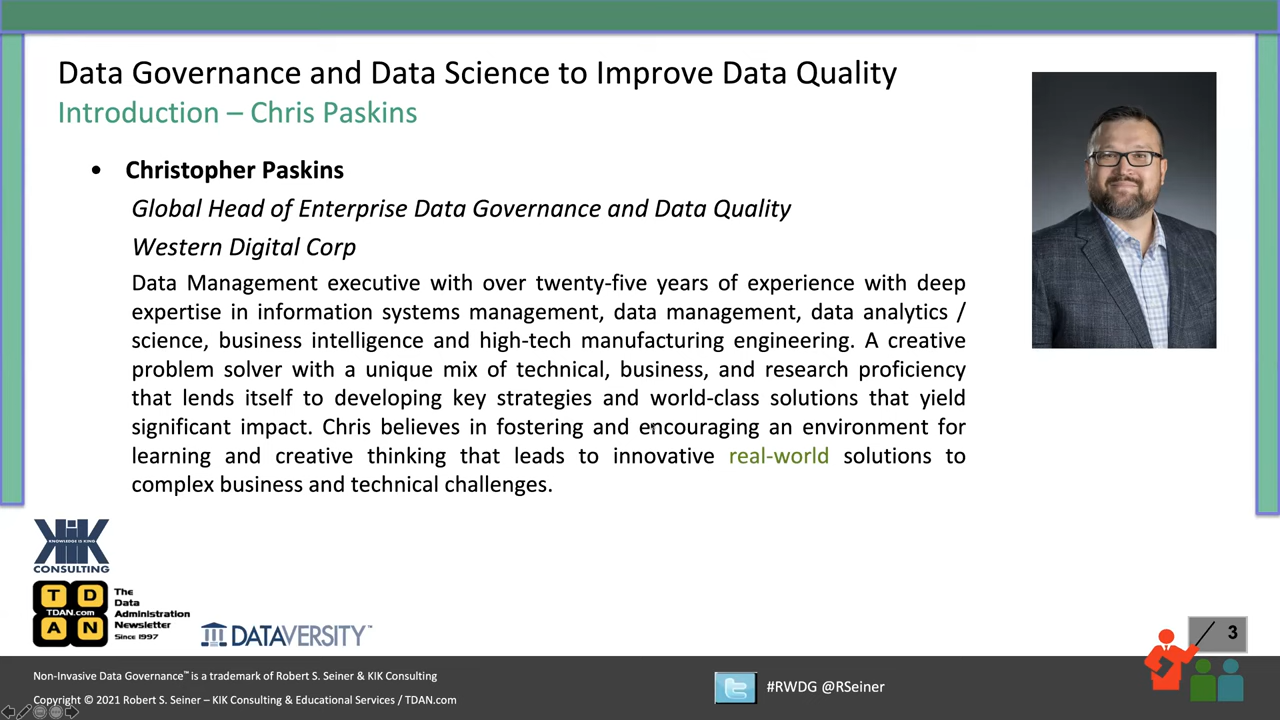 Data Governance and Data Science to Improve Data Quality
Introduction – Chris Paskins
• Christopher Paskins
Global Head of Enterprise Data Governance and Data Quality
Western Digital Corp
Data Management executive with over twenty-five years of experience with deep
expertise in information systems management, data management, data analytics /
science, business intelligence and high-tech manufacturing engineering. A creative
problem solver with a unique mix of technical, business, and research proficiency
that lends itself to developing key strategies and world-class solutions that yield
significant impact. Chris believes in fostering and encouraging an environment for
learning and creative thinking that leads to innovative real-world solutions to
complex business and technical challenges.
KIK
KNOWLEDGE IS KING
CONSULTING
T D
TDAN.com
A N
The
Data
Administration
Newsletter
Since 1997
DATAVERSITY™
3
Non-Invasive Data Governance™ is a trademark of Robert S. Seiner & KIK Consulting
Copyright © 2021 Robert S. Seiner – KIK Consulting & Educational Services / TDAN.com
#RWDG @RSeiner